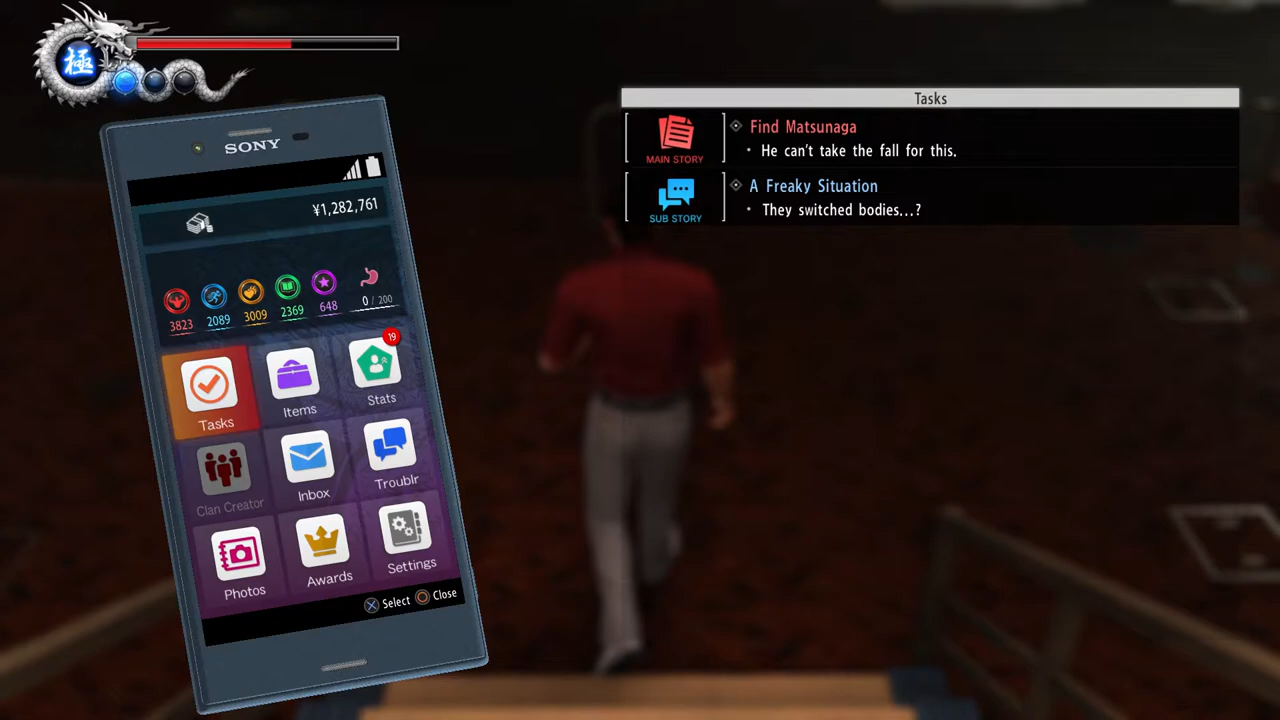 極
SONY
¥1,282,761
3823
2089
3009
2369
648
0 / 200
Tasks
Items
19
Stats
Clan Creator
Inbox
Troublr
Photos
Awards
Settings
Select Close
Tasks
MAIN STORY
Find Matsunaga
• He can't take the fall for this.
SUB STORY
A Freaky Situation
• They switched bodies...?